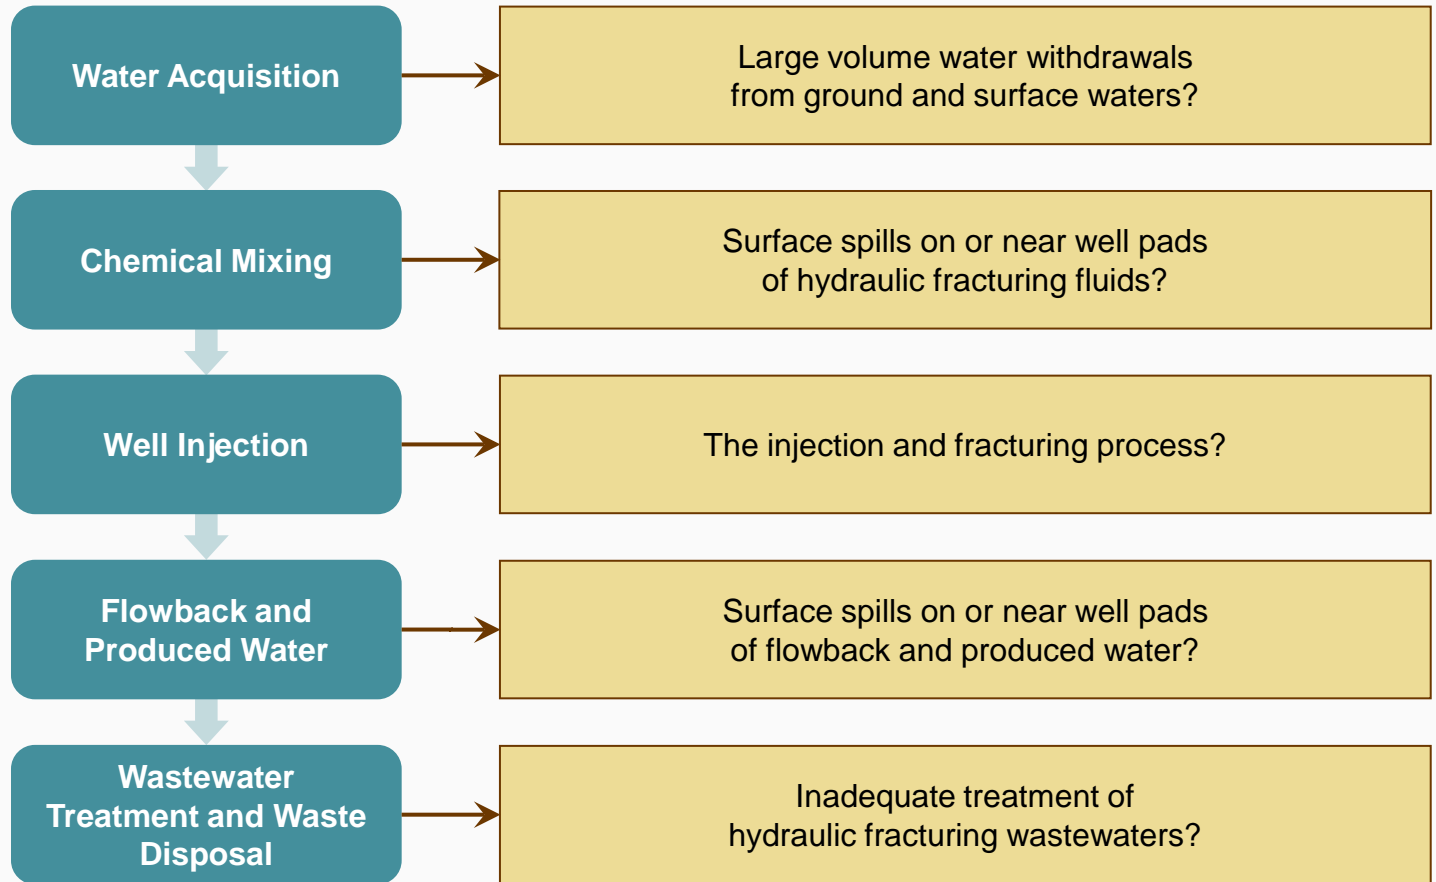 Water Acquisition
Large volume water withdrawals
from ground and surface waters?
Chemical Mixing
Surface spills on or near well pads
of hydraulic fracturing fluids?
Well Injection
The injection and fracturing process?
Flowback and
Produced Water
Surface spills on or near well pads
of flowback and produced water?
Wastewater
Treatment and Waste
Disposal
Inadequate treatment of
hydraulic fracturing wastewaters?